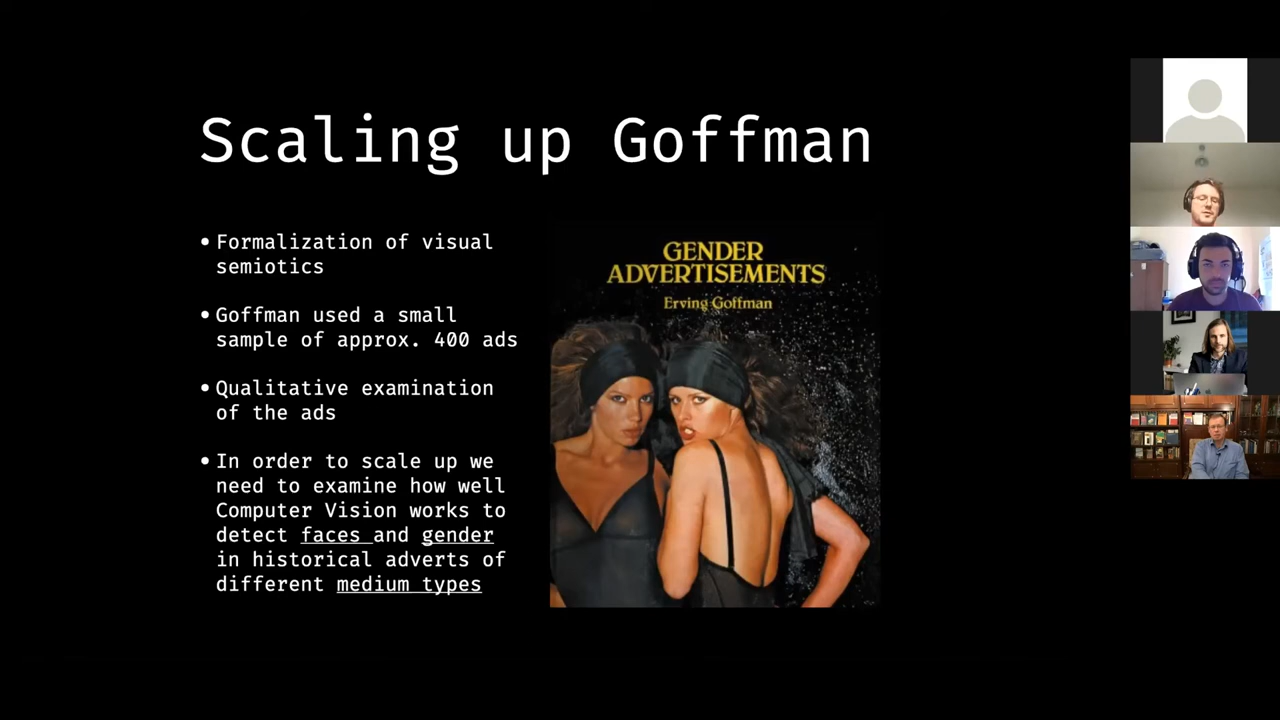 Scaling up Goffman
• Formalization of visual
semiotics
• Goffman used a small
sample of approx. 400 ads
• Qualitative examination
of the ads
• In order to scale up we
need to examine how well
Computer Vision works to
detect faces and gender
in historical adverts of
different medium types
GENDER
ADVERTISEMENTS
Erving Goffman